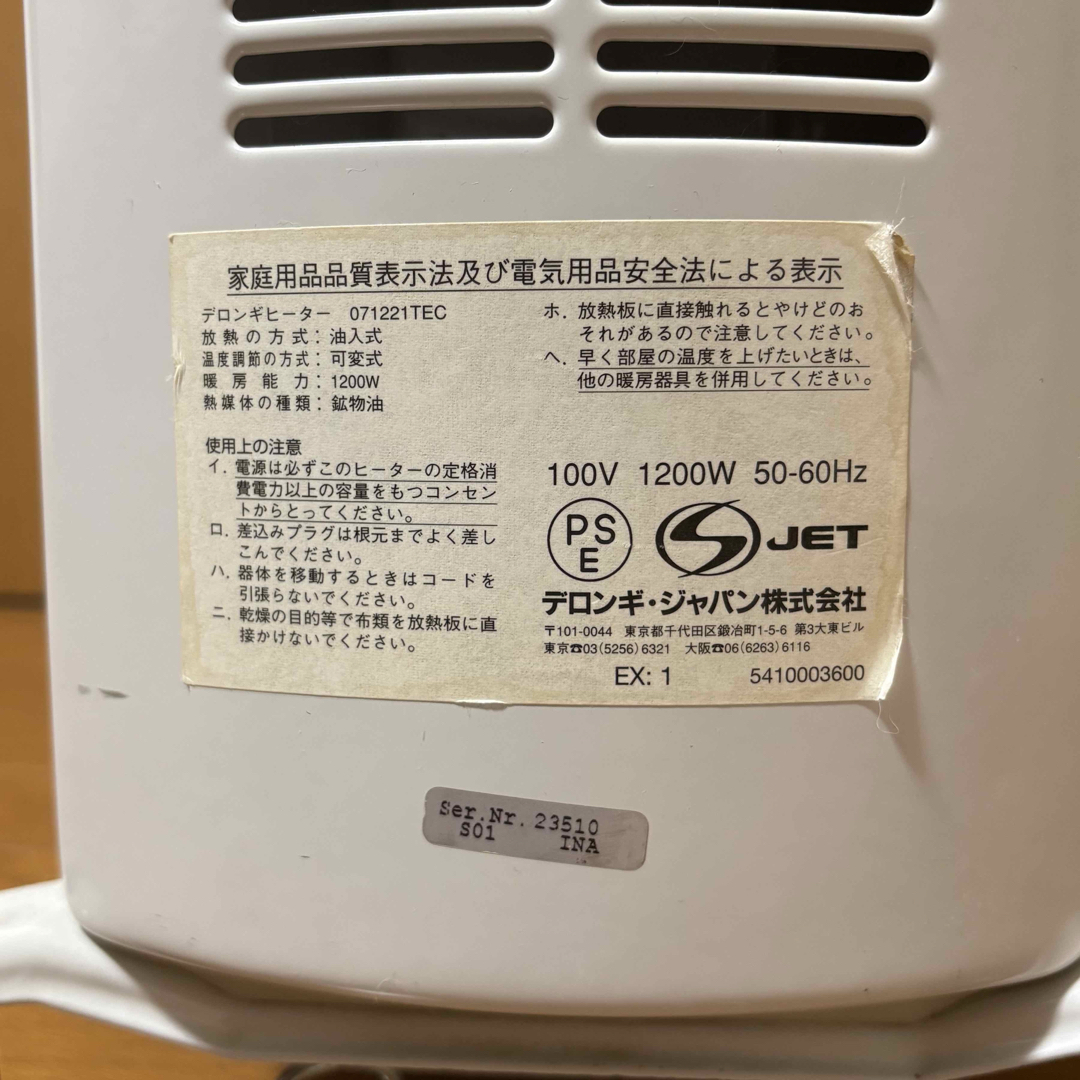 家庭用品品質表示法及び電気用品安全法による表示
デロンギヒーター 071221TEC
放熱の方式：油入式
温度調節の方式：可変式
暖房能力：1200W
熱媒体の種類：鉱物油
使用上の注意
イ．電源は必ずこのヒーターの定格消
費電力以上の容量をもつコンセン
トからとってください。
ロ．差込みプラグは根元までよく差し
こんでください。
ハ．器体を移動するときはコードを
引張らないでください。
ニ．乾燥の目的等で布類を放熱板に直
接かけないでください。
ホ．放熱板に直接触れるとやけどのお
それがあるので注意してください。
ヘ．早く部屋の温度を上げたいときは、
他の暖房器具を併用してください。
100V 1200W 50-60Hz
PS
E
JET
デロンギ・ジャパン株式会社
〒101-0044 東京都千代田区鍛冶町1-5-6 第3大東ビル
東京☎03(5256)6321 大阪☎06(6263)6116
EX: 1 5410003600
Ser.Nr. 23510
S01 INA